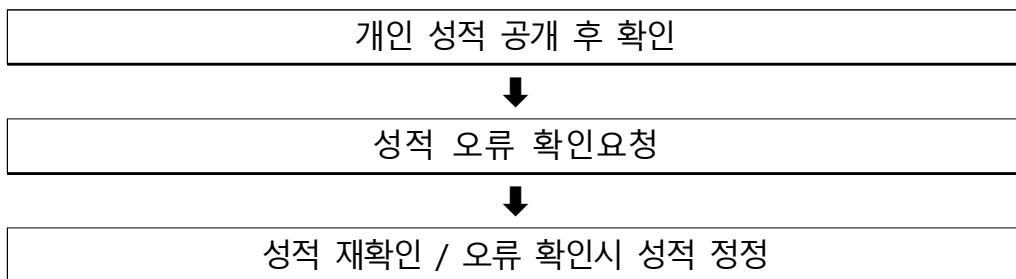 개인 성적 공개 후 확인
성적 오류 확인요청
성적 재확인 / 오류 확인시 성적 정정